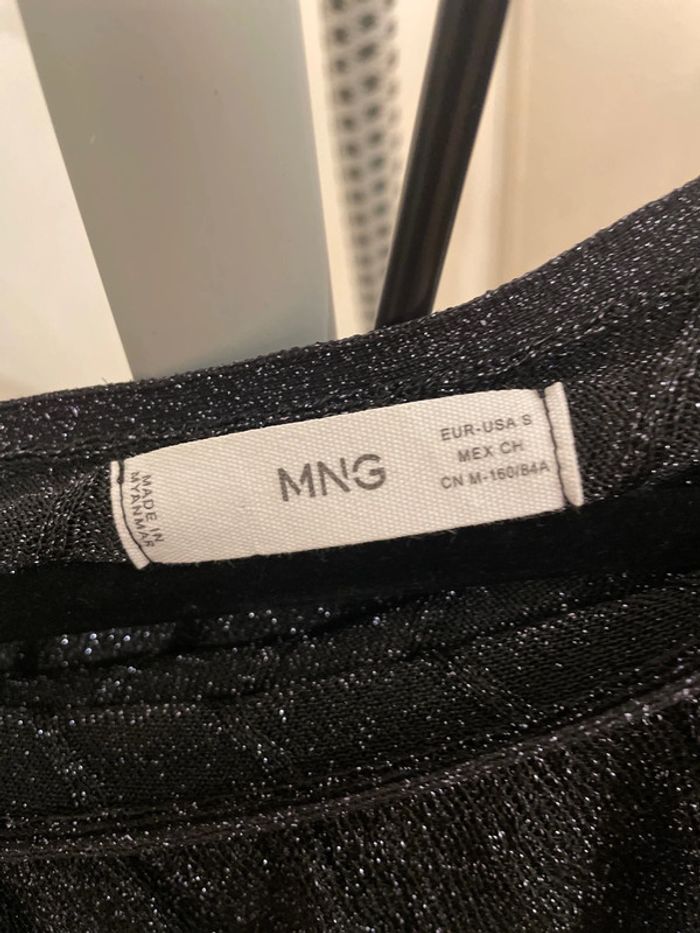 MADE IN
MYANMAR
MNG
EUR-USA S
MEX CH
CN M-160/84A